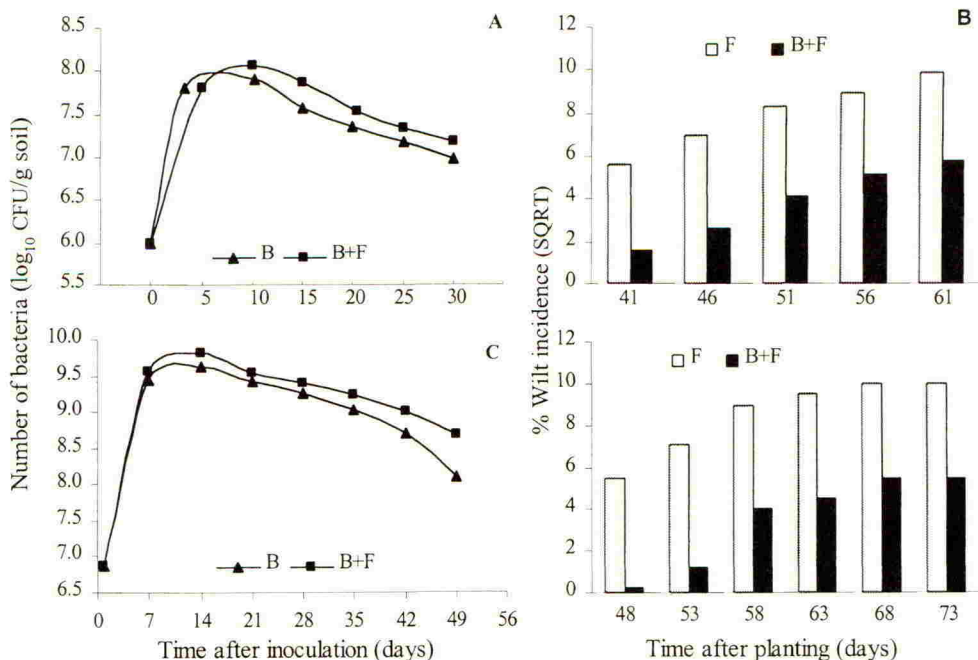 A
8.5
8.0
7.5
7.0
6.5
6.0
5.5
B B+F
0 5 10 15 20 25 30
B
12
10
8
6
4
2
0
F B+F
41 46 51 56 61
Number of bacteria (log10 CFU/g soil)
% Wilt incidence (SQRT)
C
10.0
9.5
9.0
8.5
8.0
7.5
7.0
6.5
B B+F
0 7 14 21 28 35 42 49 56
Time after inoculation (days)
12
10
8
6
4
2
0
F B+F
48 53 58 63 68 73
Time after planting (days)